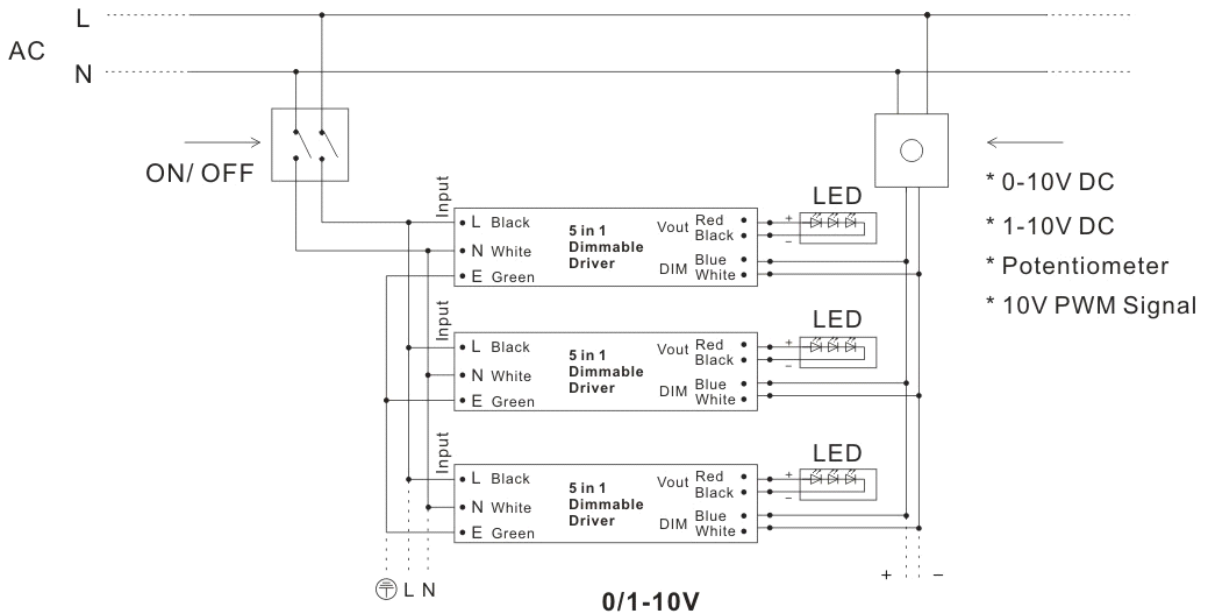 L
AC
N
ON/ OFF
* 0-10V DC
* 1-10V DC
* Potentiometer
* 10V PWM Signal
Input
L Black
N White
E Green
5 in 1
Dimmable
Driver
Vout Red
Black
DIM Blue
White
LED
+
–
Input
L Black
N White
E Green
5 in 1
Dimmable
Driver
Vout Red
Black
DIM Blue
White
LED
+
–
Input
L Black
N White
E Green
5 in 1
Dimmable
Driver
Vout Red
Black
DIM Blue
White
LED
+
–
L N
+ –
0/1-10V